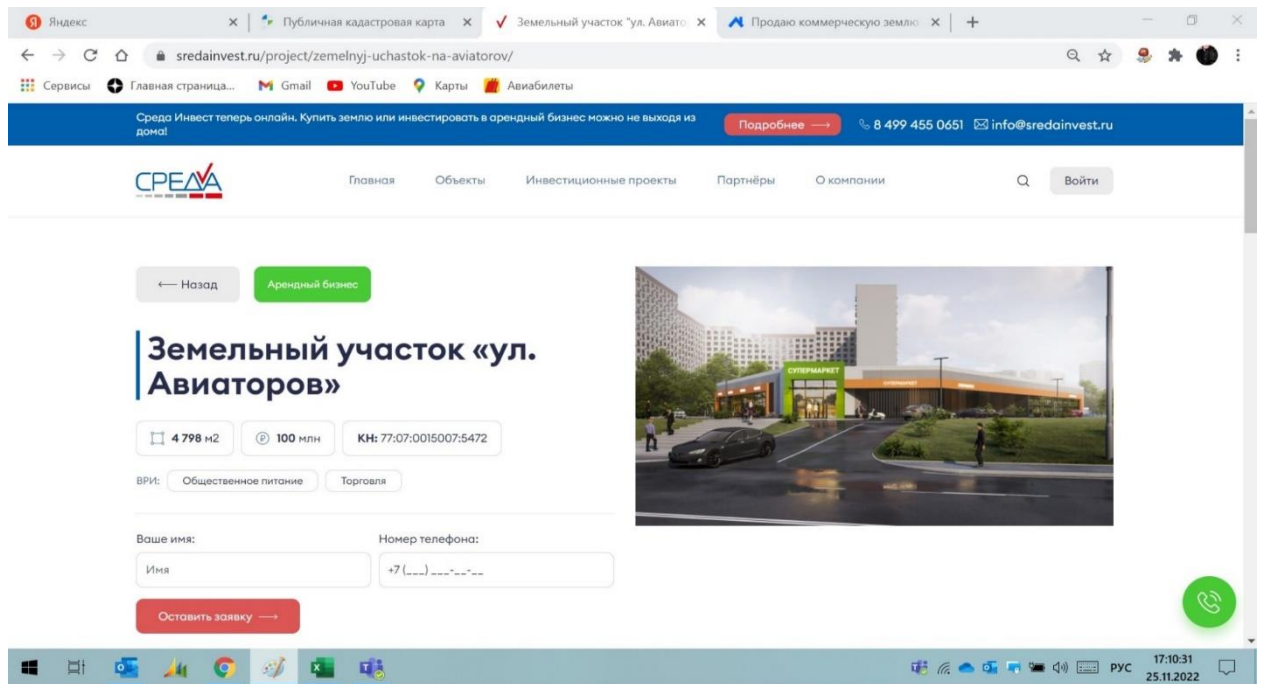 Яндекс
Публичная кадастровая карта
Земельный участок "ул. Авиато
Продаю коммерческую землю
sredainvest.ru/project/zemelnyj-uchastok-na-aviatorov/
Сервисы
Главная страница...
Gmail
YouTube
Карты
Авиабилеты
Среда Инвест теперь онлайн. Купить землю или инвестировать в арендный бизнес можно не выходя из
дома!
Подробнее →
8 499 455 0651
info@sredainvest.ru
СРЕДА
Главная
Объекты
Инвестиционные проекты
Партнёры
О компании
Войти
← Назад
Арендный бизнес
Земельный участок «ул.
Авиаторов»
4 798 м2
100 млн
КН: 77:07:0015007:5472
ВРИ:
Общественное питание
Торговля
СУПЕРМАРКЕТ
СУПЕРМАРКЕТ
Ваше имя:
Номер телефона:
Имя
+7 (___) ___-__-__
Оставить заявку →
РУС
17:10:31
25.11.2022